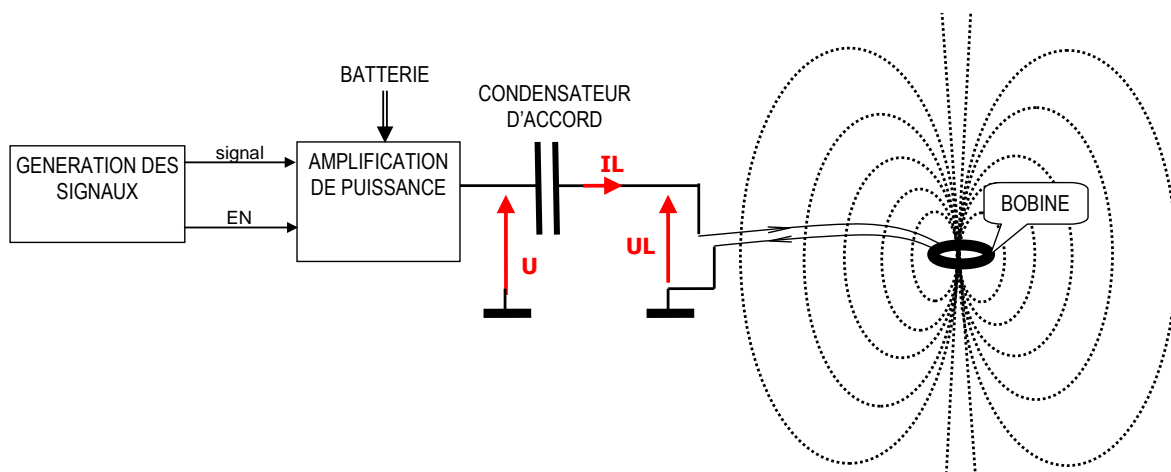 BATTERIE
CONDENSATEUR
D'ACCORD
GENERATION DES
SIGNAUX
signal
EN
AMPLIFICATION
DE PUISSANCE
IL
U
UL
BOBINE